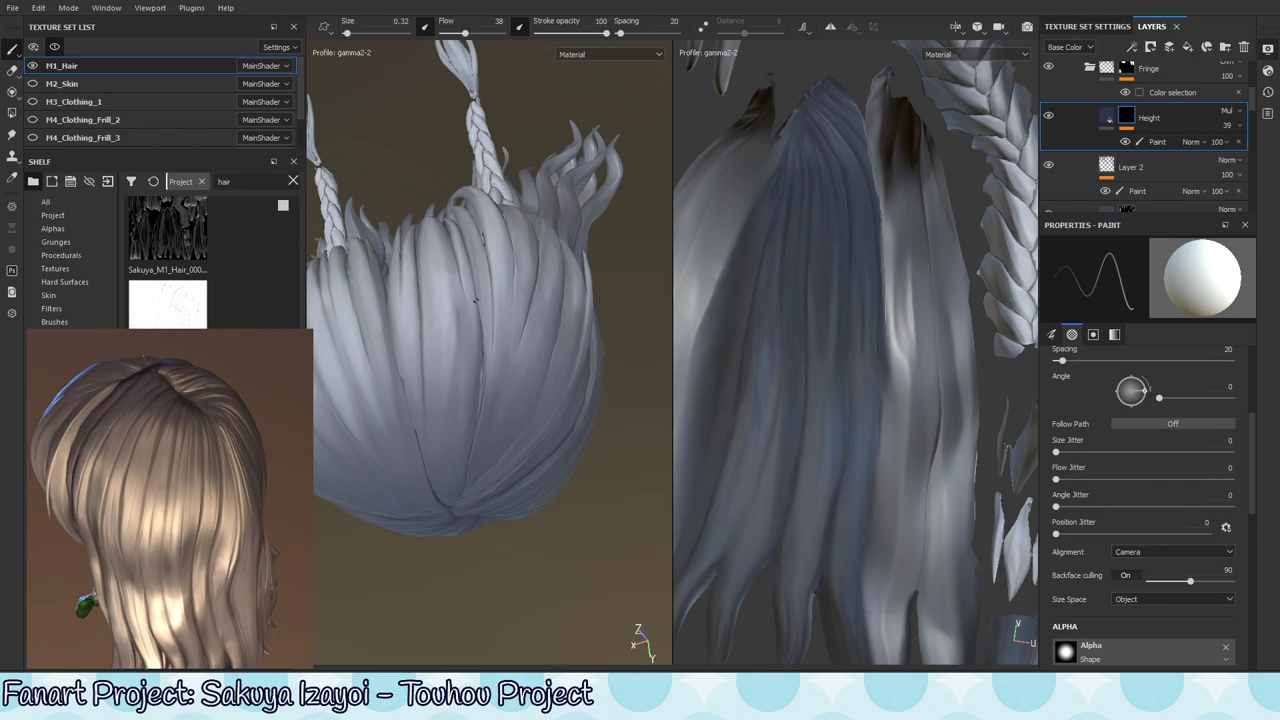 File Edit Mode Window Viewport Plugins Help
TEXTURE SET LIST
Settings
M1_Hair MainShader
M2_Skin MainShader
M3_Clothing_1 MainShader
M4_Clothing_Frill_2 MainShader
M4_Clothing_Frill_3 MainShader
SHELF
Project hair
All
Project
Alphas
Grunges
Procedurals
Textures
Hard Surfaces
Skin
Filters
Brushes
Sakuya_M1_Hair_000...
Size 0.32 Flow 38 Stroke opacity 100 Spacing 20 Distance 8
Profile: gamma2-2 Material
Profile: gamma2-2 Material
Z
X
Y
V
U
TEXTURE SET SETTINGS LAYERS
Base Color
Fringe
100
Color selection
Height Mul
39
Paint Norm 100
Layer 2 Norm
100
Paint Norm 100
Norm
PROPERTIES - PAINT
Spacing
20
Angle
0
Follow Path Off
Size Jitter 0
Flow Jitter 0
Angle Jitter 0
Position Jitter 0
Alignment Camera
Backface culling On 90
Size Space Object
ALPHA
Alpha
Shape
Fanart Project: Sakuya Izayoi - Touhou Project